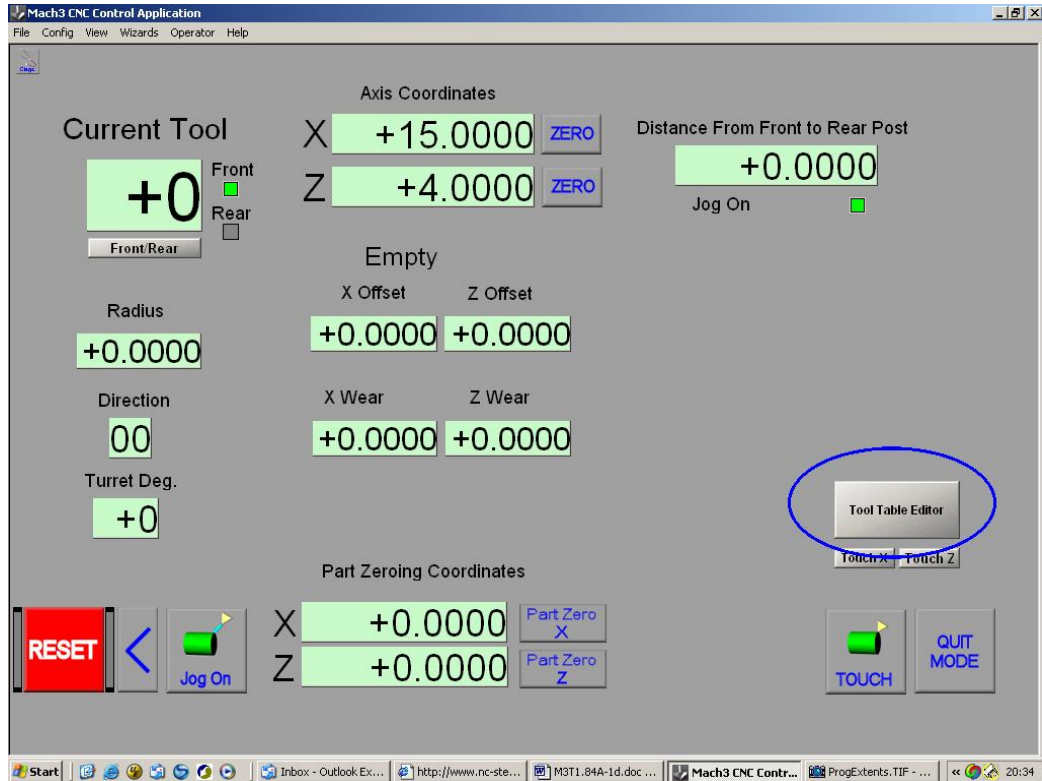 Mach3 CNC Control Application
File Config View Wizards Operator Help
Axis Coordinates
Current Tool
X +15.0000 ZERO
Distance From Front to Rear Post
+0.0000
+0 Front
Z +4.0000 ZERO
Rear
Jog On
Front/Rear
Empty
X Offset Z Offset
Radius
+0.0000 +0.0000
+0.0000
Direction
X Wear Z Wear
00
+0.0000 +0.0000
Turret Deg.
+0
Tool Table Editor
Touch X Touch Z
Part Zeroing Coordinates
X +0.0000 Part Zero X
Z +0.0000 Part Zero Z
RESET
<
Jog On
TOUCH
QUIT MODE
Start Inbox - Outlook Ex... http://www.nc-ste... M3T1.84A-1d.doc ... Mach3 CNC Contr... ProgExtents.TIF - ... « 20:34